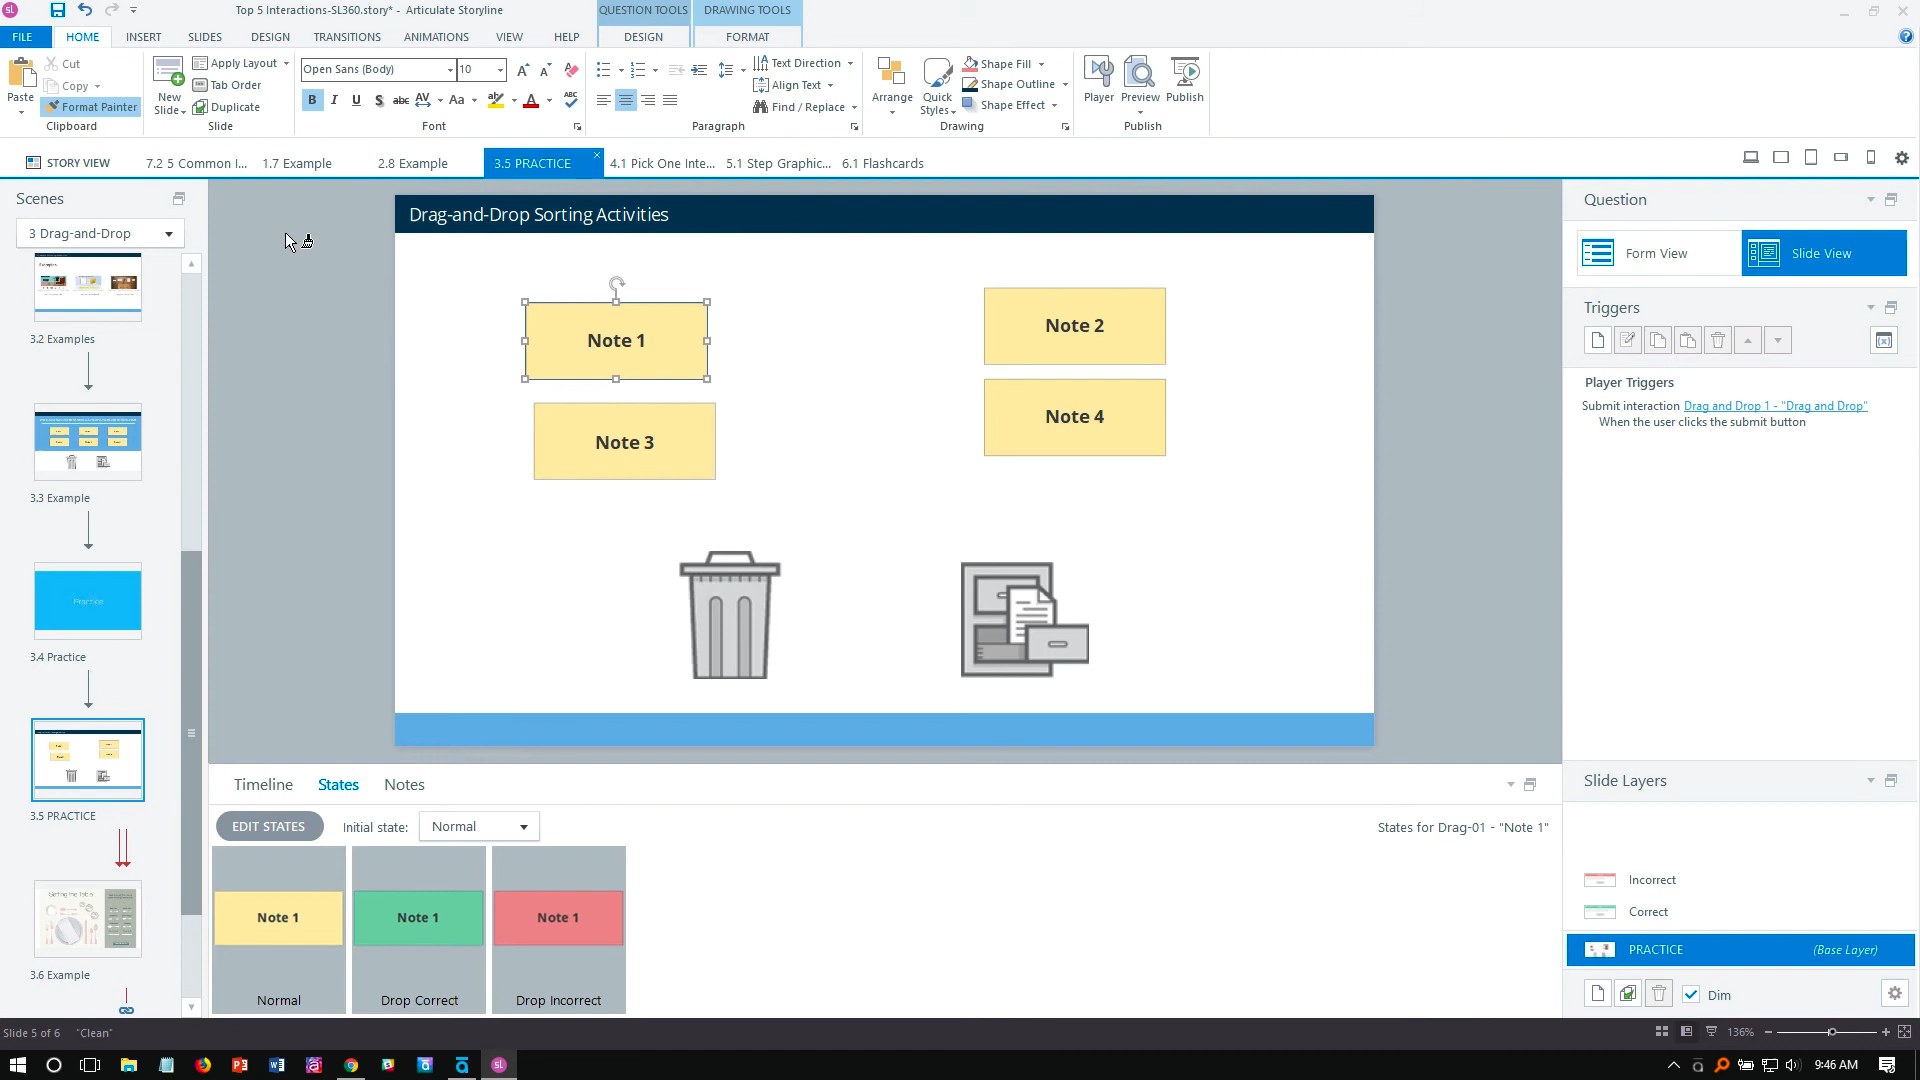 Top 5 Interactions-SL360.story* - Articulate Storyline
QUESTION TOOLS
DRAWING TOOLS
FILE
HOME
INSERT
SLIDES
DESIGN
TRANSITIONS
ANIMATIONS
VIEW
HELP
DESIGN
FORMAT
Paste
Cut
Copy
Format Painter
Clipboard
New Slide
Apply Layout
Tab Order
Duplicate
Slide
Open Sans (Body)
10
Font
Text Direction
Align Text
Find / Replace
Paragraph
Arrange
Quick Styles
Shape Fill
Shape Outline
Shape Effect
Drawing
Player
Preview
Publish
Publish
STORY VIEW
7.2 5 Common I...
1.7 Example
2.8 Example
3.5 PRACTICE
4.1 Pick One Inte...
5.1 Step Graphic...
6.1 Flashcards
Scenes
3 Drag-and-Drop
3.2 Examples
3.3 Example
Practice
3.4 Practice
3.5 PRACTICE
3.6 Example
Drag-and-Drop Sorting Activities
Note 1
Note 2
Note 3
Note 4
Question
Form View
Slide View
Triggers
Player Triggers
Submit interaction Drag and Drop 1 - "Drag and Drop"
When the user clicks the submit button
Timeline
States
Notes
EDIT STATES
Initial state:
Normal
States for Drag-01 - "Note 1"
Note 1
Note 1
Note 1
Normal
Drop Correct
Drop Incorrect
Slide Layers
Incorrect
Correct
PRACTICE
(Base Layer)
Dim
Slide 5 of 6
"Clean"
136%
9:46 AM